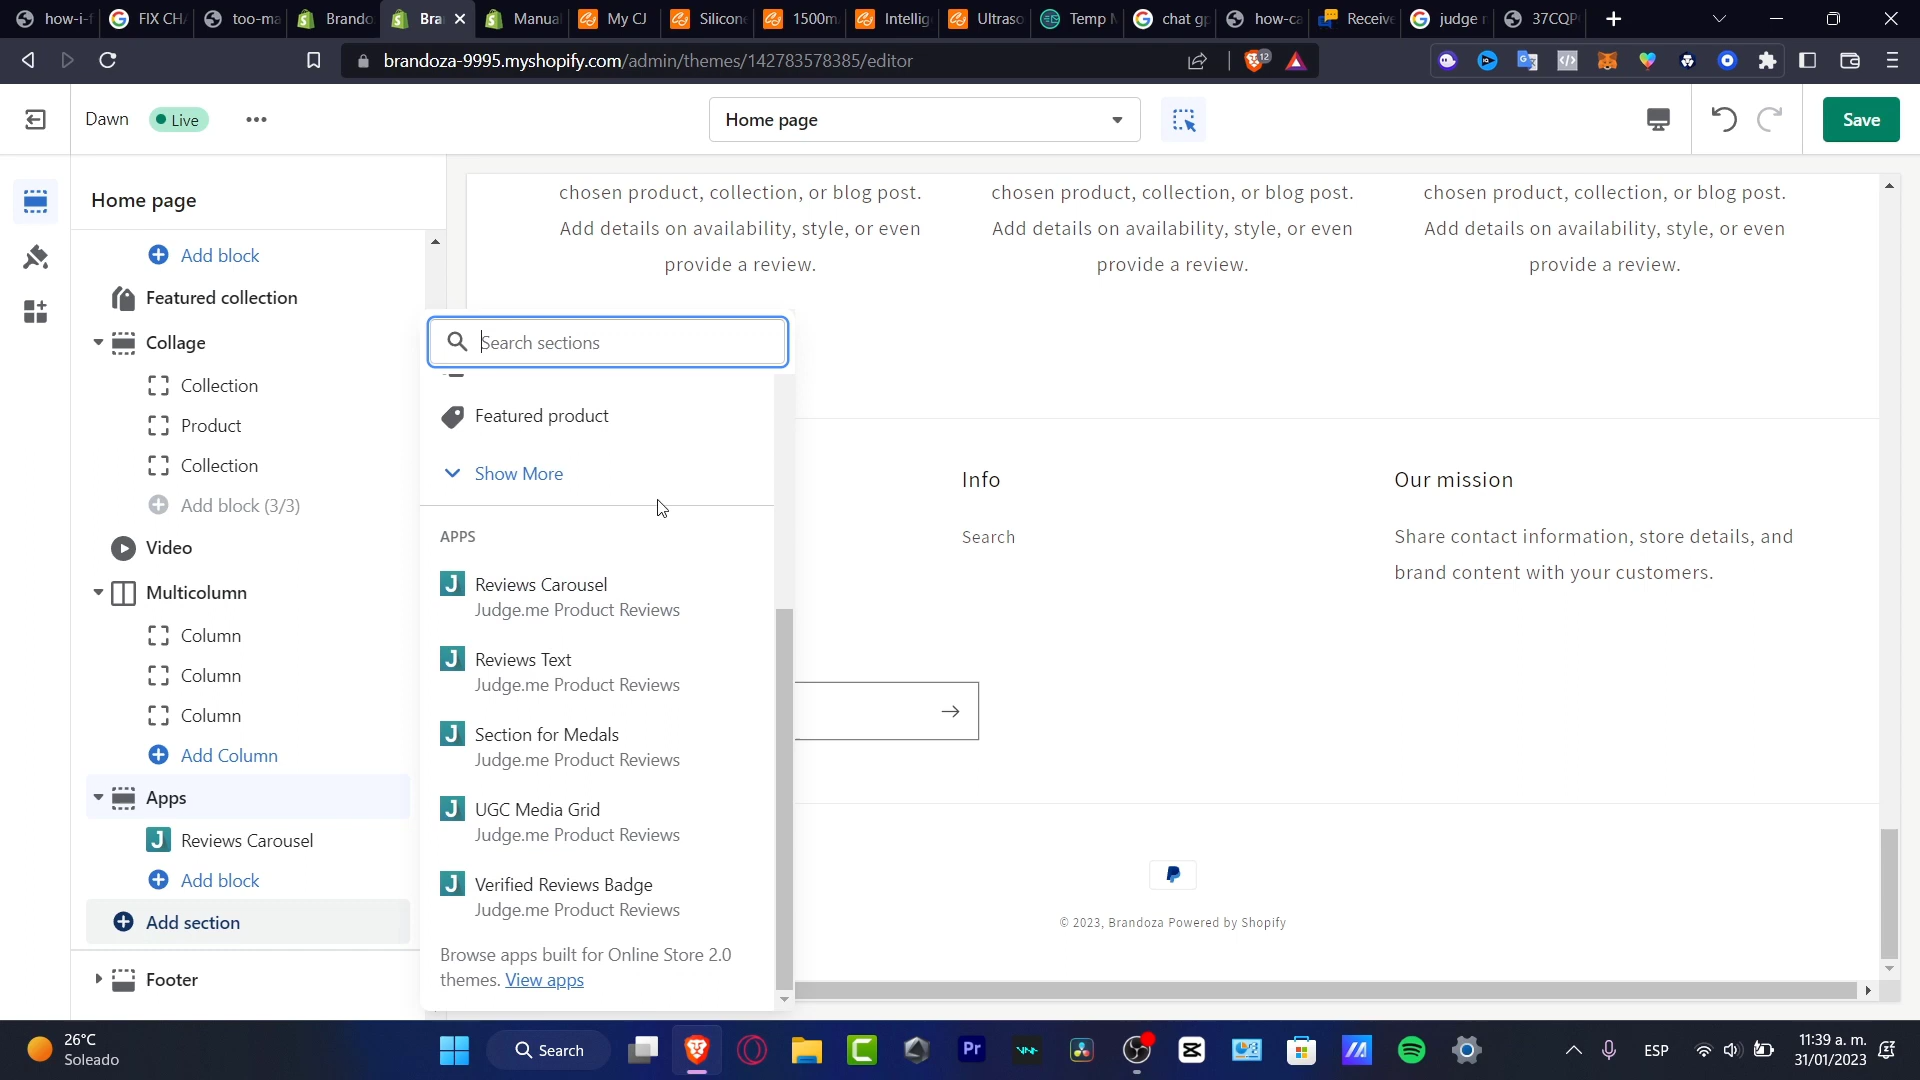 how-i-f
FIX CH
too-ma
Brando
Bra
Manual
My CJ
Silicon
1500m
Intellig
Ultraso
Temp M
chat gp
how-ca
Receive
judge
37CQP
brandoza-9995.myshopify.com/admin/themes/142783578385/editor
12
Dawn
Live
Home page
Save
Home page
Add block
Featured collection
Collage
Collection
Product
Collection
Add block (3/3)
Video
Multicolumn
Column
Column
Column
Add Column
Apps
Reviews Carousel
Add block
Add section
Footer
Search sections
Featured product
Show More
APPS
Reviews Carousel
Judge.me Product Reviews
Reviews Text
Judge.me Product Reviews
Section for Medals
Judge.me Product Reviews
UGC Media Grid
Judge.me Product Reviews
Verified Reviews Badge
Judge.me Product Reviews
Browse apps built for Online Store 2.0
themes. View apps
chosen product, collection, or blog post.
Add details on availability, style, or even
provide a review.
chosen product, collection, or blog post.
Add details on availability, style, or even
provide a review.
chosen product, collection, or blog post.
Add details on availability, style, or even
provide a review.
Info
Search
Our mission
Share contact information, store details, and
brand content with your customers.
© 2023, Brandoza Powered by Shopify
26°C
Soleado
Search
Pr
ESP
11:39 a. m.
31/01/2023